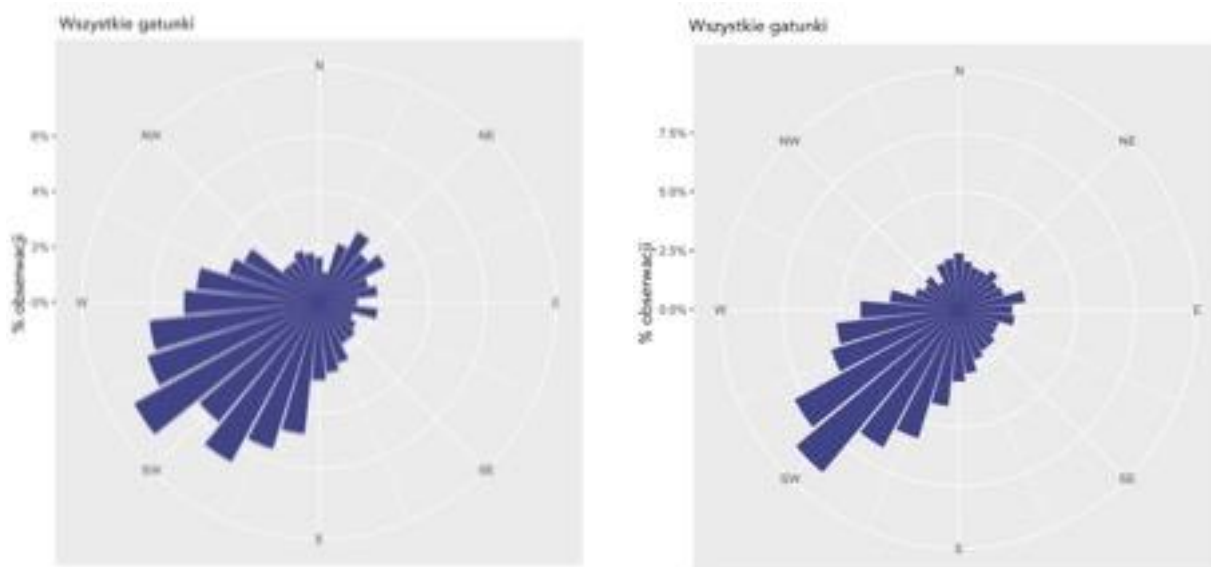 Wszystkie gatunki
N
NW
NE
6%
4%
2%
0%
% obserwacji
W
E
SW
SE
S
Wszystkie gatunki
N
NW
NE
7.5%
5.0%
2.5%
0.0%
% obserwacji
W
E
SW
SE
S